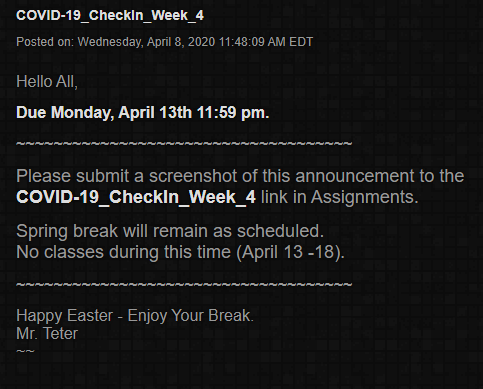 COVID-19_CheckIn_Week_4
Posted on: Wednesday, April 8, 2020 11:48:09 AM EDT
Hello All,
Due Monday, April 13th 11:59 pm.
~~~~~~~~~~~~~~~~~~~~~~~~~~~~~~~~~~~~
Please submit a screenshot of this announcement to the
COVID-19_CheckIn_Week_4 link in Assignments.
Spring break will remain as scheduled.
No classes during this time (April 13 -18).
~~~~~~~~~~~~~~~~~~~~~~~~~~~~~~~~~~~~
Happy Easter - Enjoy Your Break.
Mr. Teter
~~